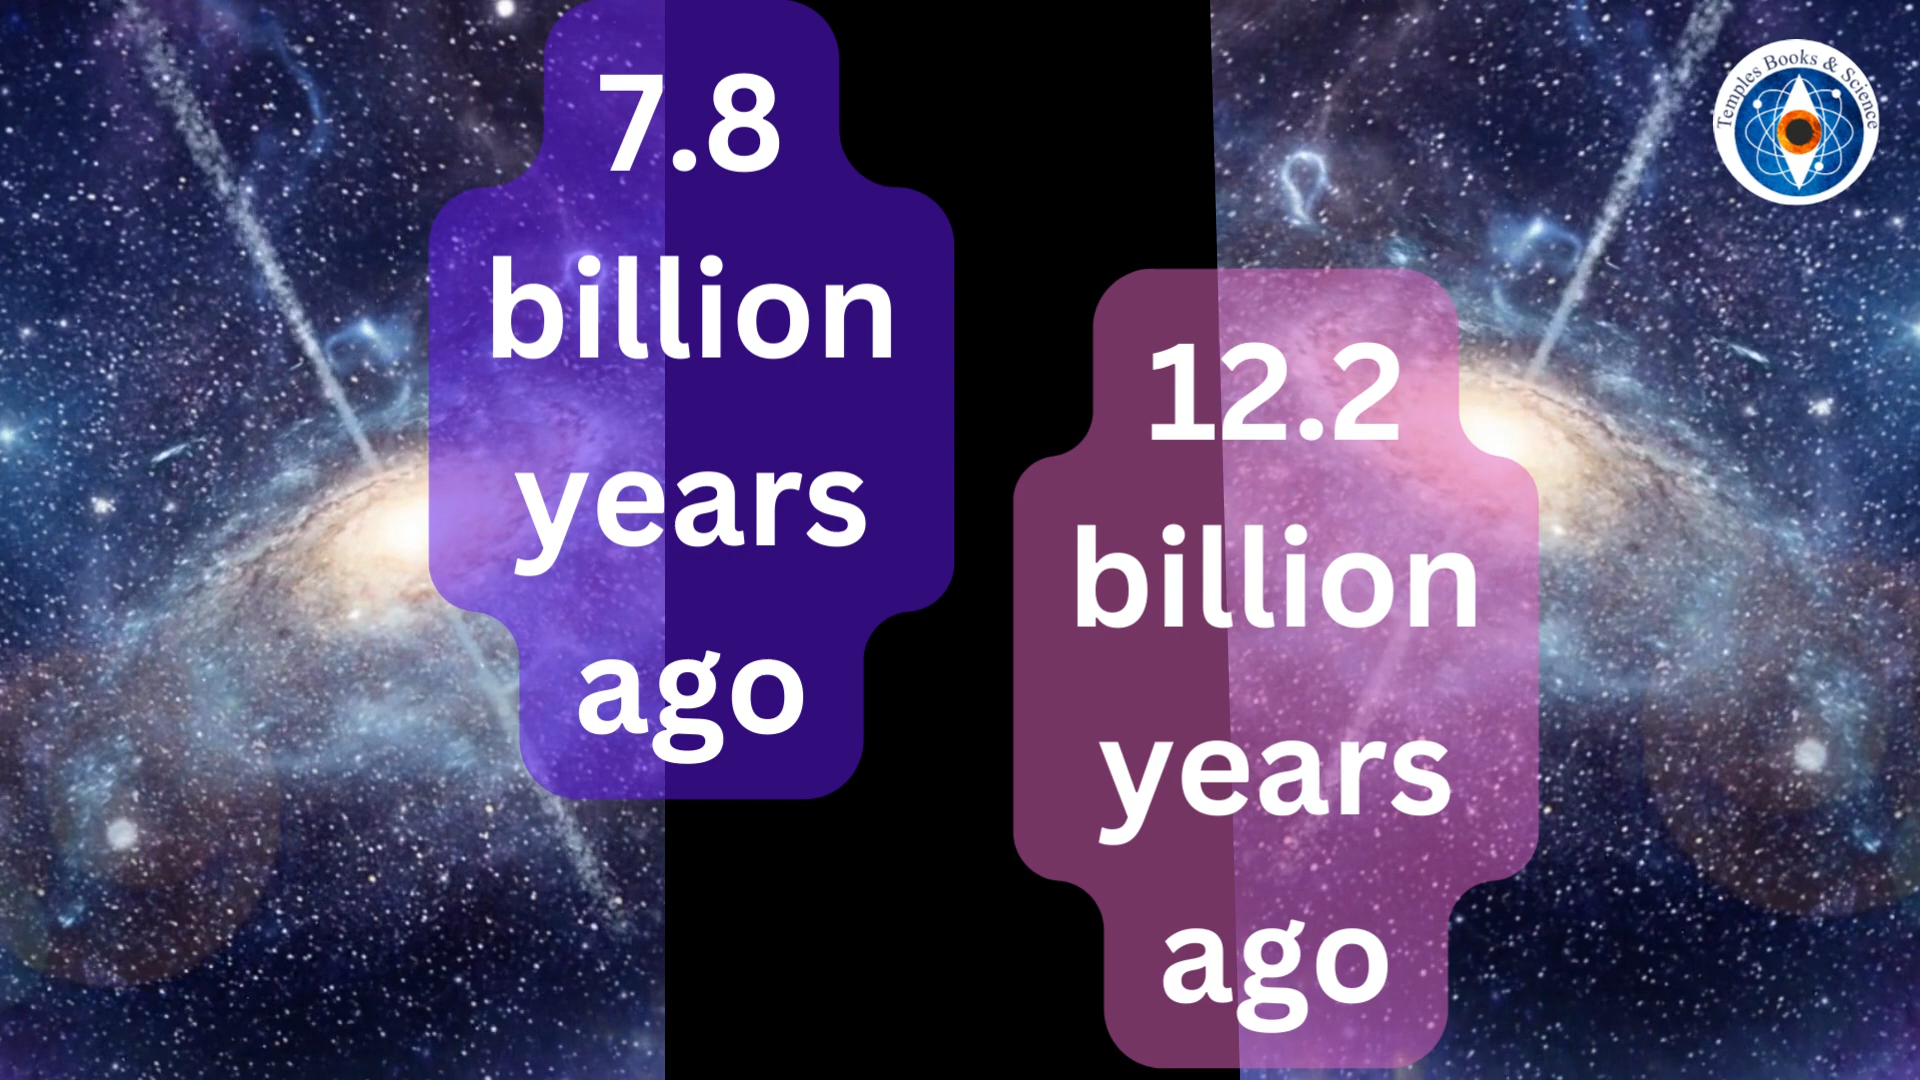 7.8
billion
years
ago
12.2
billion
years
ago
Temples Books & Science